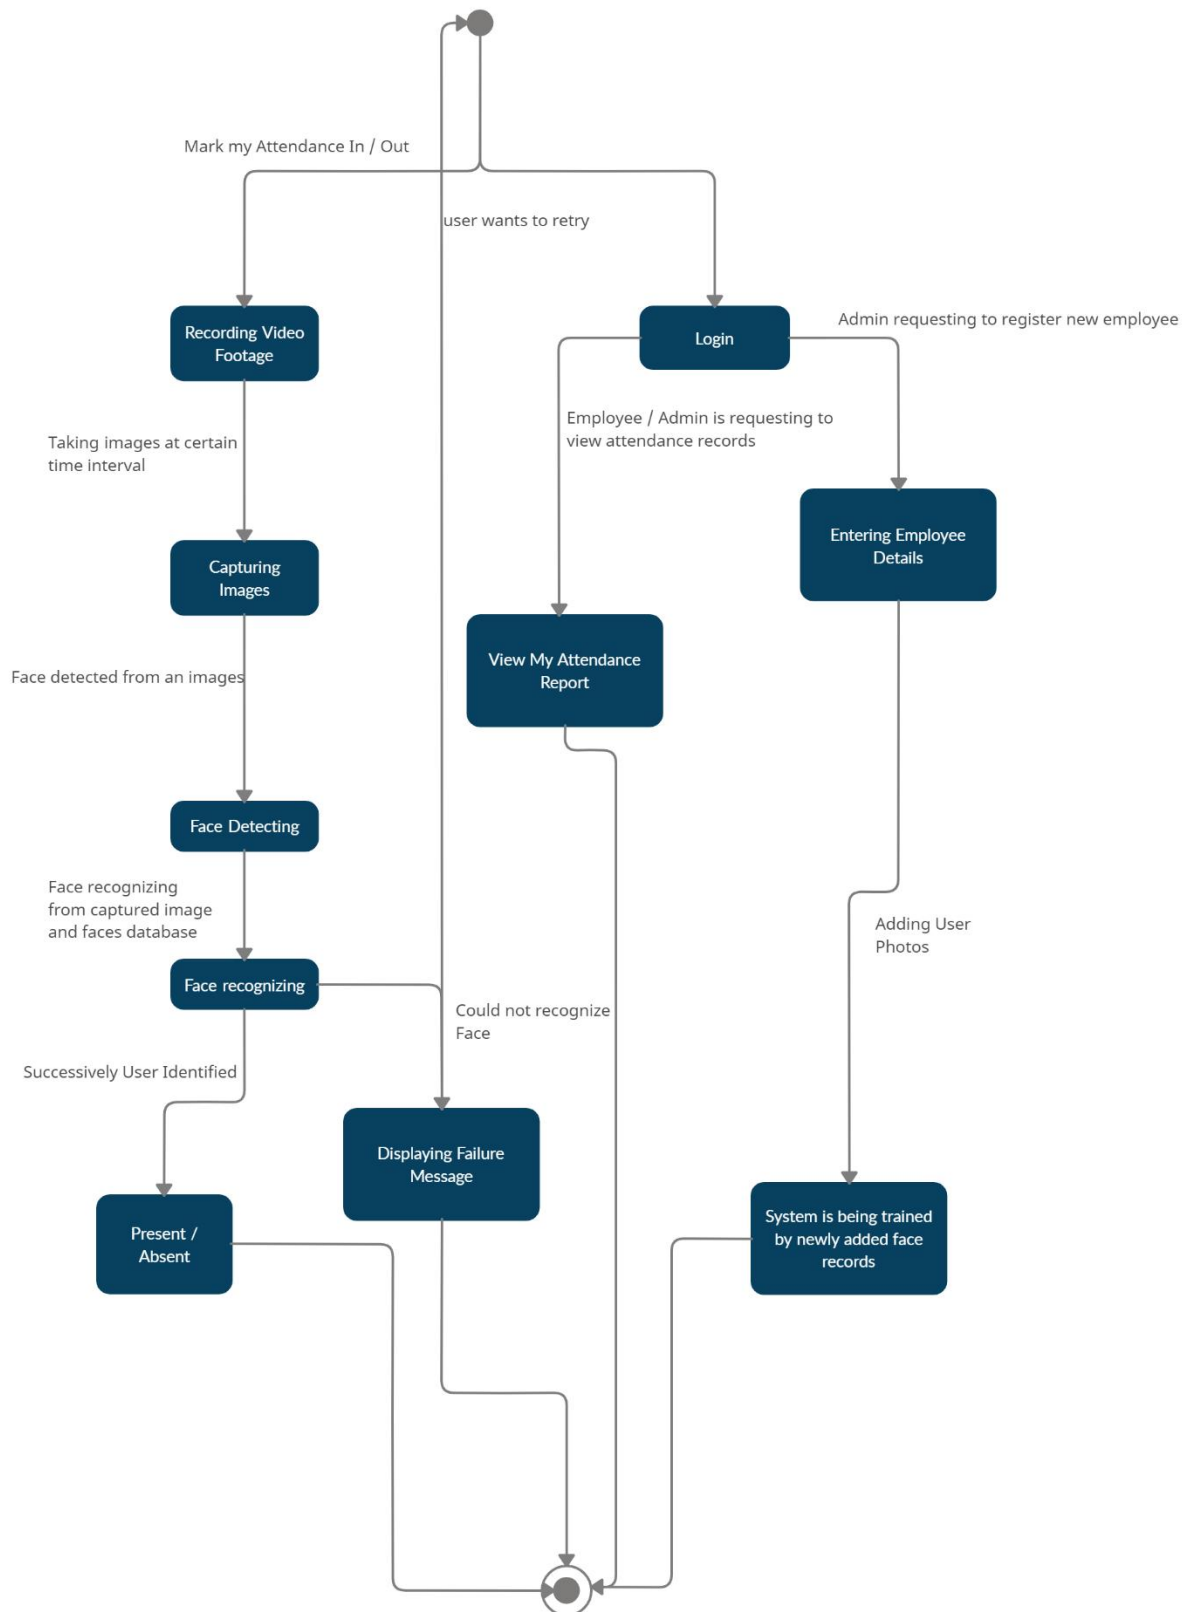 Mark my Attendance In / Out
user wants to retry
Recording Video
Footage
Login
Admin requesting to register new employee
Taking images at certain
time interval
Employee / Admin is requesting to
view attendance records
Capturing
Images
Entering Employee
Details
Face detected from an images
View My Attendance
Report
Face Detecting
Face recognizing
from captured image
and faces database
Adding User
Photos
Face recognizing
Could not recognize
Face
Successively User Identified
Displaying Failure
Message
Present /
Absent
System is being trained
by newly added face
records